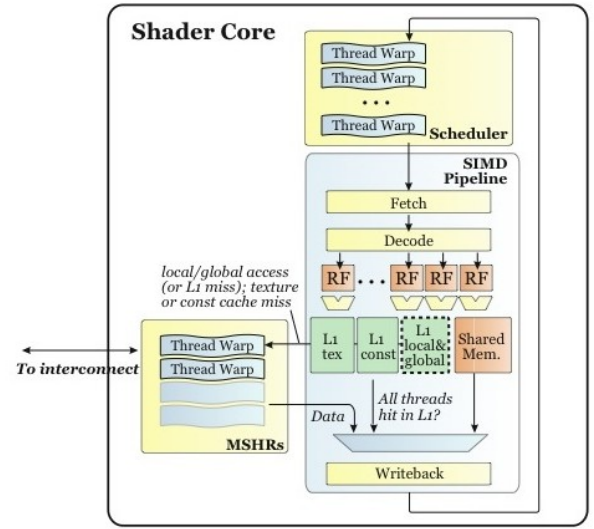 Shader Core
Thread Warp
Thread Warp
• • •
Thread Warp
Scheduler
SIMD
Pipeline
Fetch
Decode
RF • • • RF RF RF
local/global access
(or L1 miss); texture
or const cache miss
L1
tex
L1
const
L1
local&
global
Shared
Mem.
Thread Warp
Thread Warp
To interconnect
MSHRs
Data
All threads
hit in L1?
Writeback